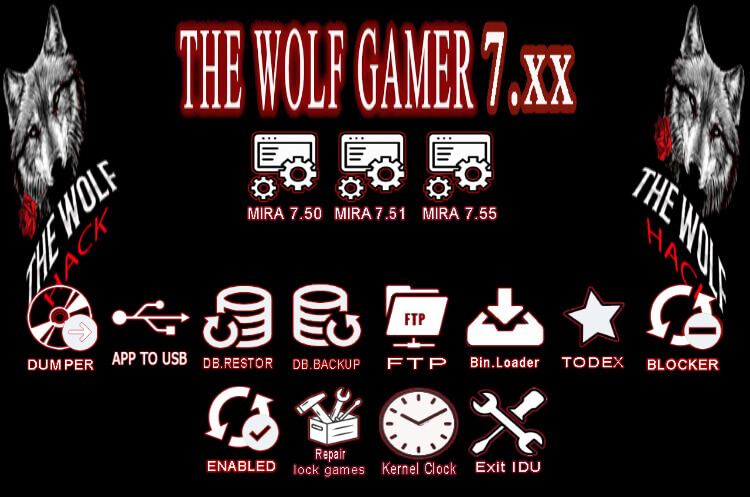 THE WOLF GAMER 7.xx
THE WOLF
HACK
THE WOLF
HACK
MIRA 7.50 MIRA 7.51 MIRA 7.55
DUMPER APP TO USB DB.RESTOR DB.BACKUP FTP FTP Bin.Loader TODEX BLOCKER
ENABLED Repair lock games Kernel Clock Exit IDU